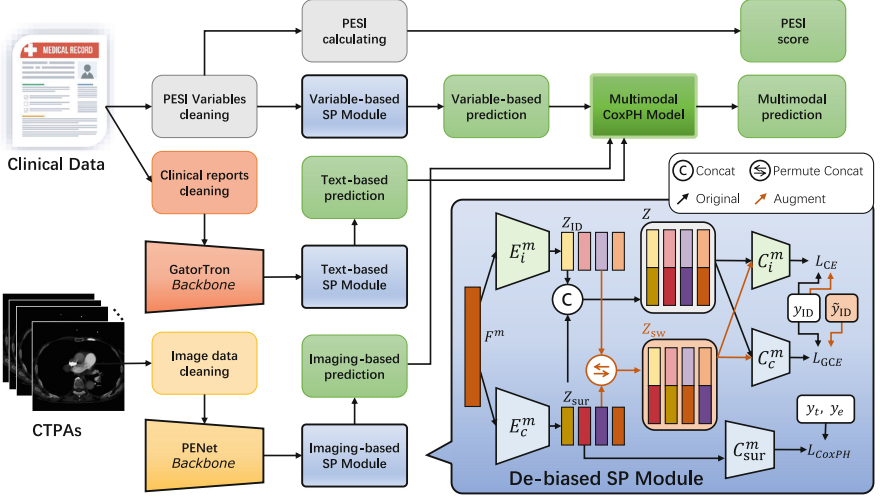 MEDICAL RECORD
Clinical Data
PESI
calculating
PESI
score
PESI Variables
cleaning
Variable-based
SP Module
Variable-based
prediction
Multimodal
CoxPH Model
Multimodal
prediction
Clinical reports
cleaning
Text-based
prediction
GatorTron
Backbone
Text-based
SP Module
CTPAs
Image data
cleaning
Imaging-based
prediction
PENet
Backbone
Imaging-based
SP Module
C Concat Permute Concat
Original Augment
F^m
E_i^m
E_c^m
Z_ID
C
Z_sur
Z
Z_sw
C_i^m
C_c^m
C_sur^m
L_CE
y_ID ỹ_ID
L_GCE
y_t, y_e
L_CoxPH
De-biased SP Module